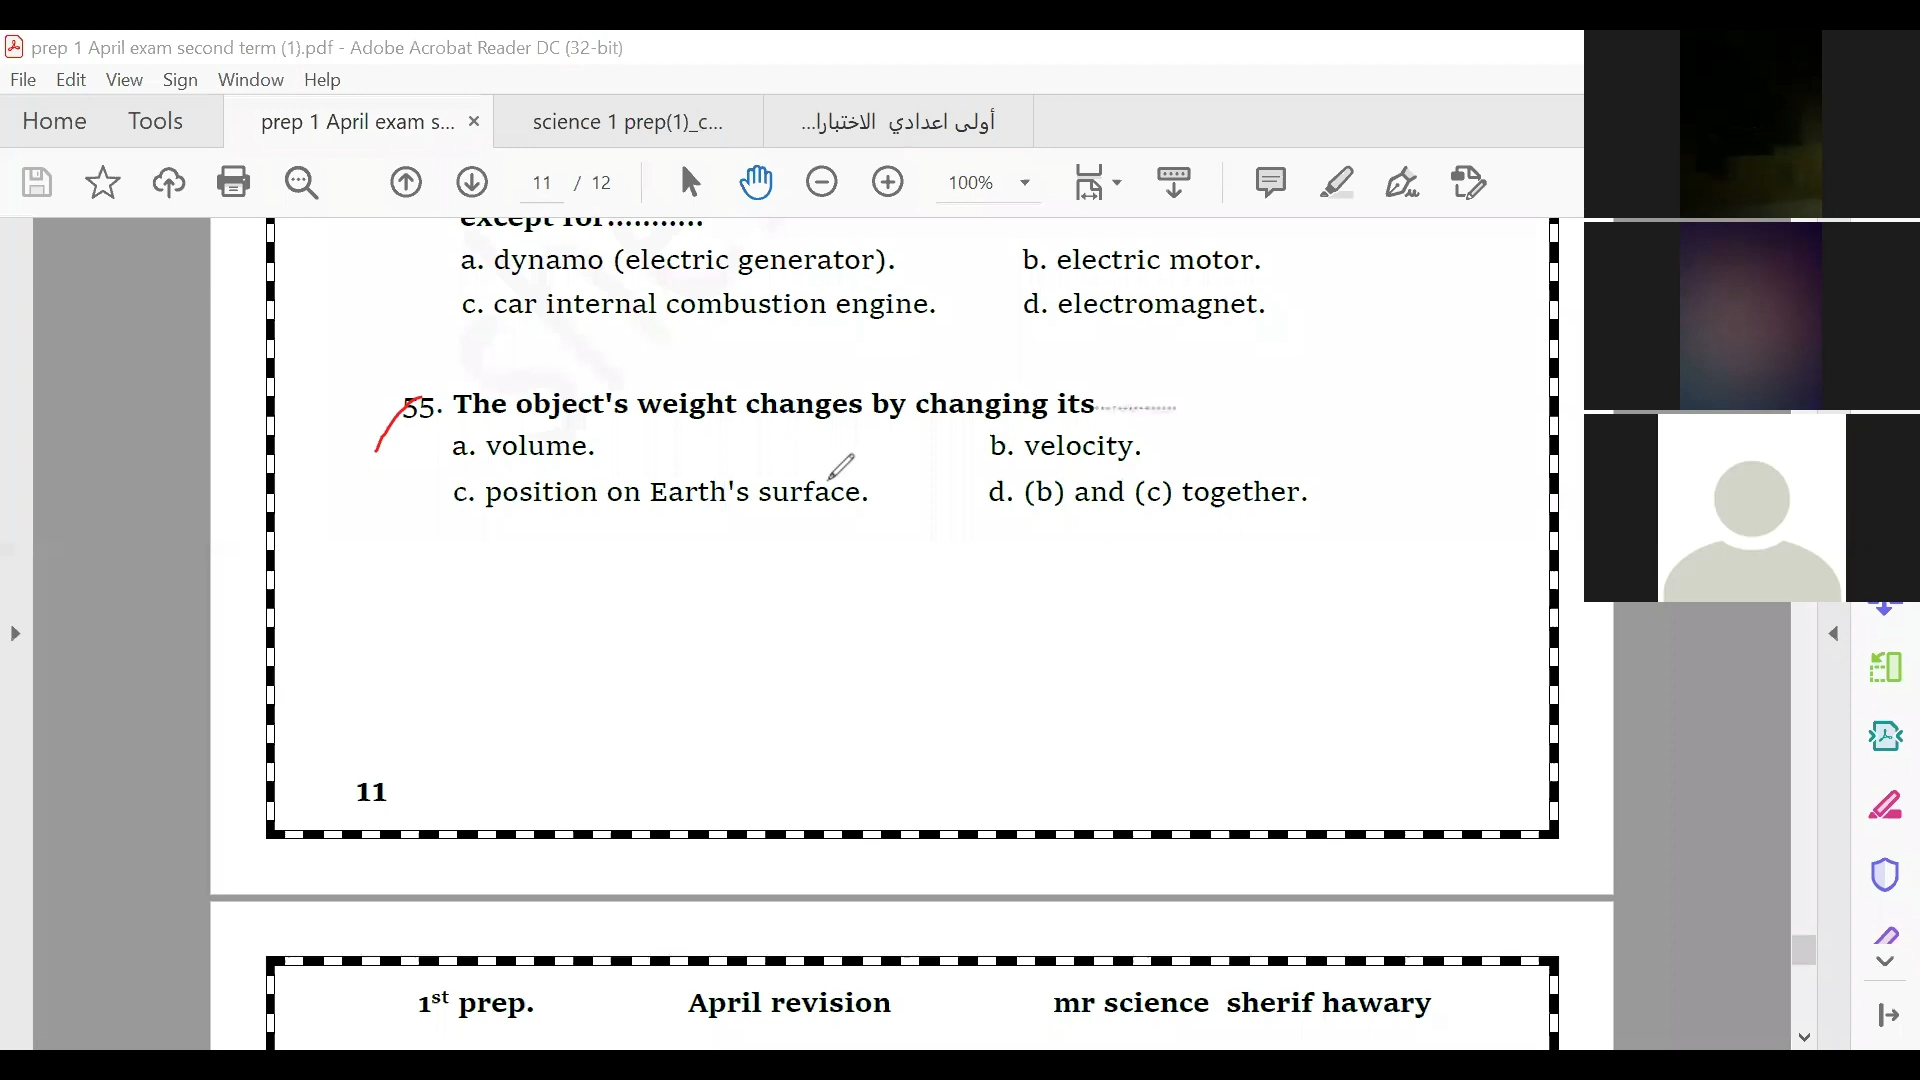 prep 1 April exam second term (1).pdf - Adobe Acrobat Reader DC (32-bit)
File Edit View Sign Window Help
Home Tools prep 1 April exam s... science 1 prep(1)_c... أولى اعدادي الاختبارا...
11 / 12 100%
except for...........
a. dynamo (electric generator). b. electric motor.
c. car internal combustion engine. d. electromagnet.
55. The object's weight changes by changing its............
a. volume. b. velocity.
c. position on Earth's surface. d. (b) and (c) together.
11
1st prep. April revision mr science sherif hawary